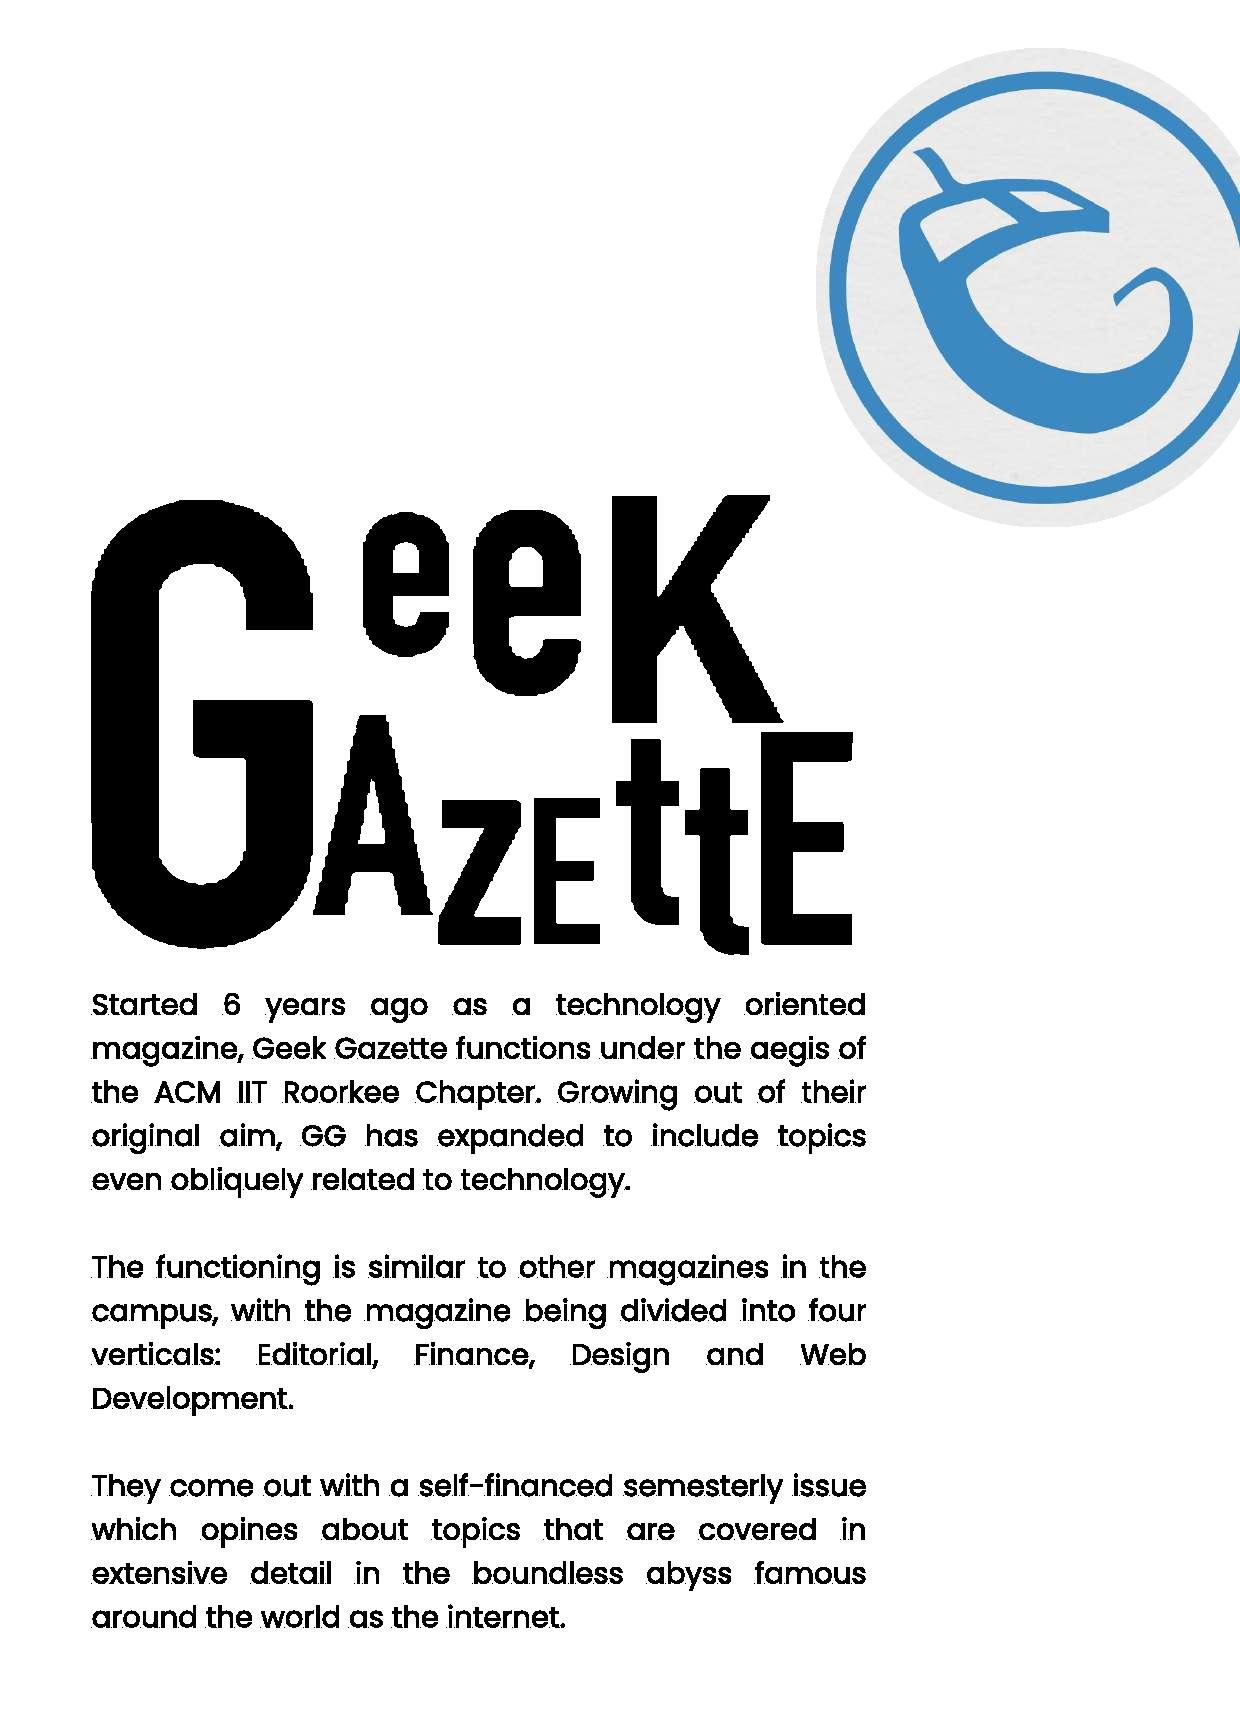 GeeK
GAzEttE
Started 6 years ago as a technology oriented
magazine, Geek Gazette functions under the aegis of
the ACM IIT Roorkee Chapter. Growing out of their
original aim, GG has expanded to include topics
even obliquely related to technology.
The functioning is similar to other magazines in the
campus, with the magazine being divided into four
verticals: Editorial, Finance, Design and Web
Development.
They come out with a self-financed semesterly issue
which opines about topics that are covered in
extensive detail in the boundless abyss famous
around the world as the internet.